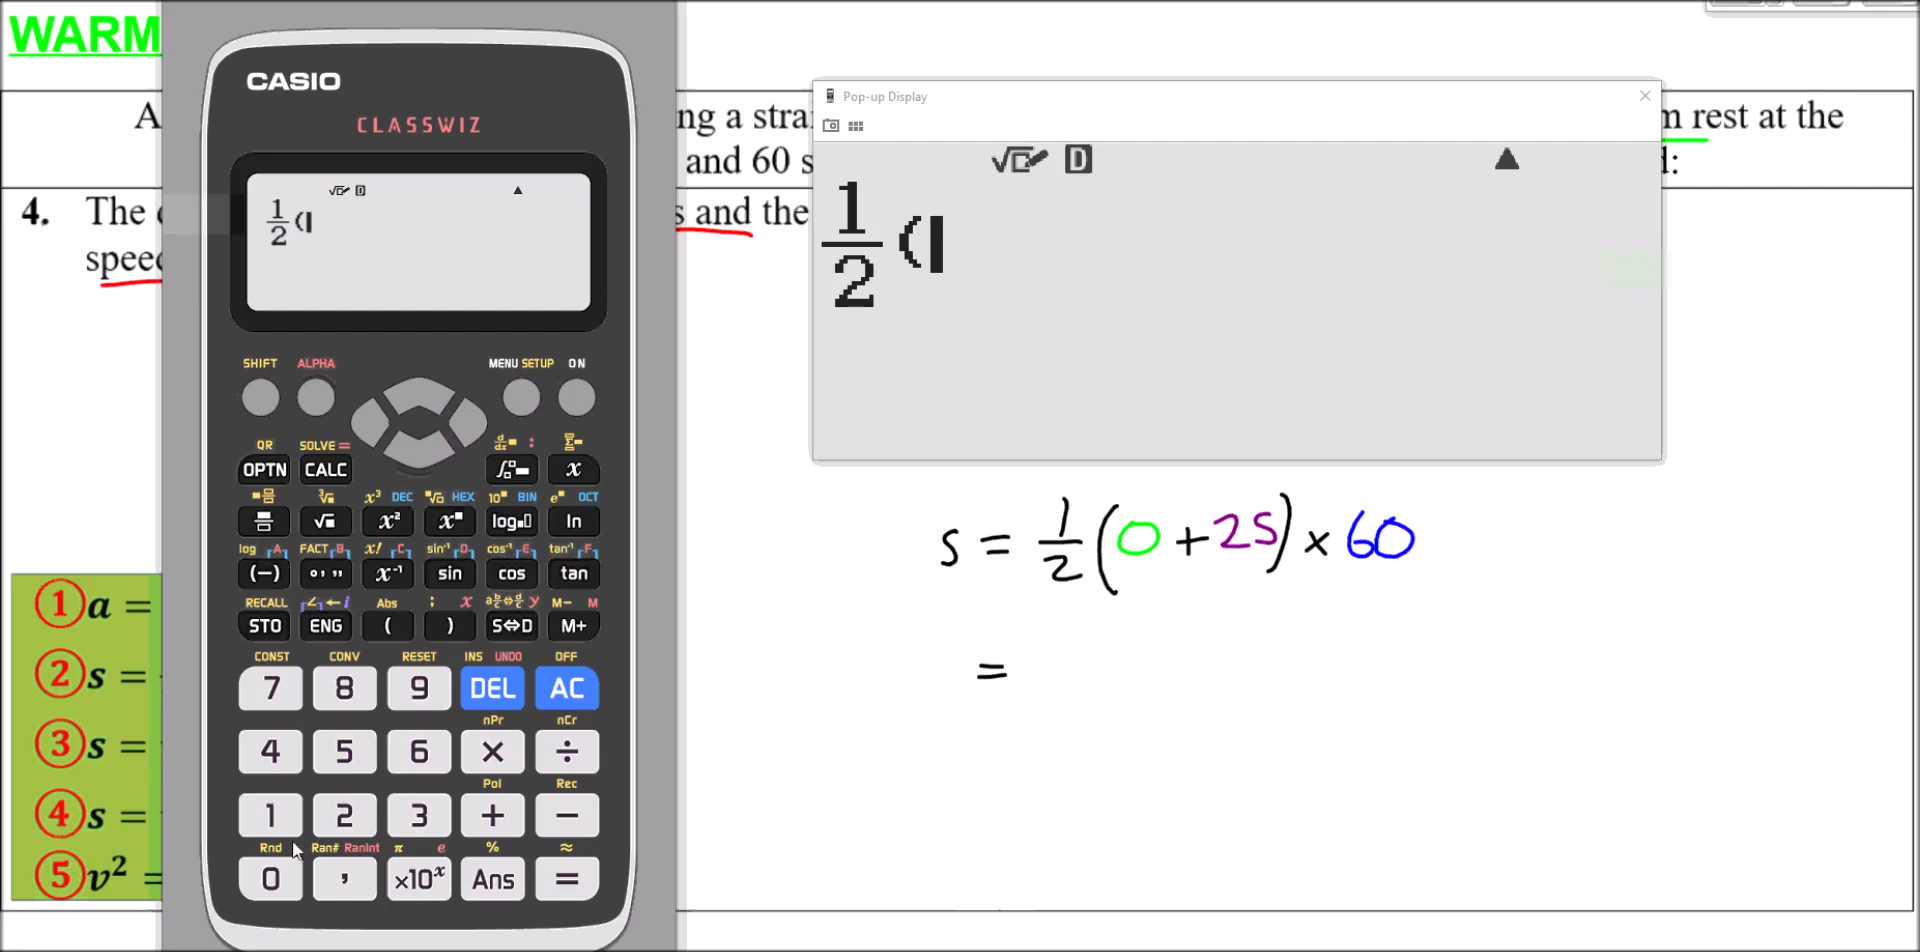 WARM
CASIO
CLASSWIZ
Pop-up Display
A
ng a stra
m rest at the
and 60 s
d:
4. The
s and the
speed
√ D ▲
1/2 (
√ D ▲
1/2 (
SHIFT ALPHA MENU SETUP ON
QR SOLVE = d/dx :
OPTN CALC x
x³ DEC HEX 10 BIN e OCT
x² log ln
log A FACT B x! C sin⁻¹ D cos⁻¹ E tan⁻¹ F
(−) x⁻¹ sin cos tan
RECALL ∠ ← i Abs ; x a b/c ⇔ d/c y M− M
STO ENG ( ) S⇔D M+
CONST CONV RESET INS UNDO OFF
7 8 9 DEL AC
nPr nCr
4 5 6 × ÷
Pol Rec
1 2 3 + −
Rnd Ran# RanInt π e % ≈
0 , ×10ˣ Ans =
s = 1/2 (0 + 25) × 60
=
① a =
② s =
③ s =
④ s =
⑤ v² =